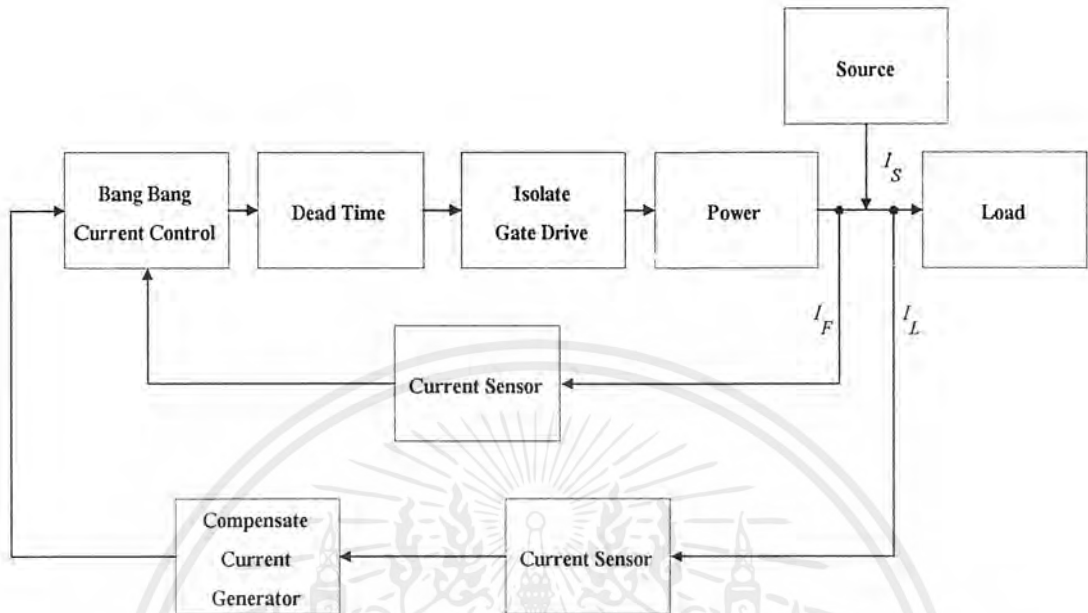 Source
I_S
Bang Bang
Current Control
Dead Time
Isolate
Gate Drive
Power
Load
I_F
I_L
Current Sensor
Compensate
Current
Generator
Current Sensor